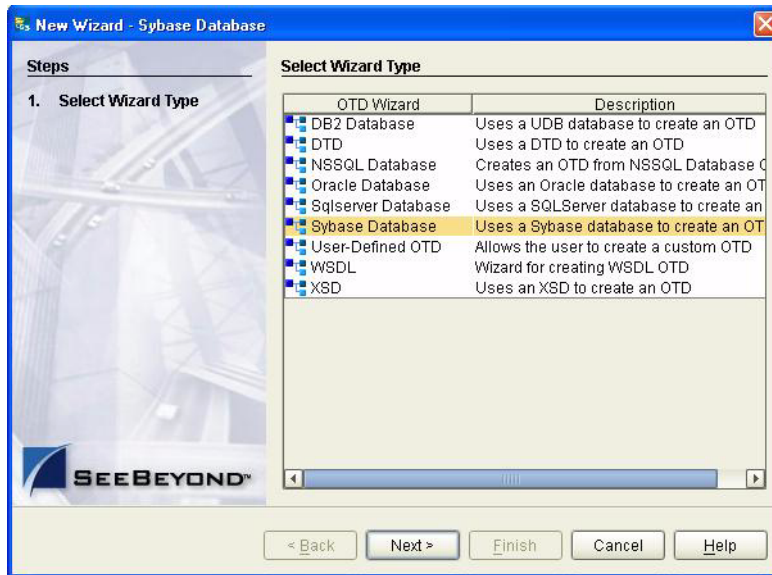 New Wizard - Sybase Database
Steps
1. Select Wizard Type
Select Wizard Type
OTD Wizard Description
DB2 Database Uses a UDB database to create an OTD
DTD Uses a DTD to create an OTD
NSSQL Database Creates an OTD from NSSQL Database
Oracle Database Uses an Oracle database to create an OT
Sqlserver Database Uses a SQLServer database to create an
Sybase Database Uses a Sybase database to create an OT
User-Defined OTD Allows the user to create a custom OTD
WSDL Wizard for creating WSDL OTD
XSD Uses an XSD to create an OTD
SEEBEYOND™
< Back Next > Finish Cancel Help